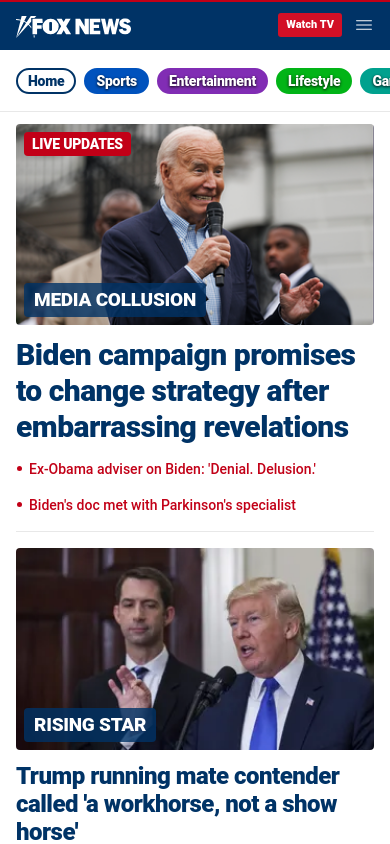 FOX NEWS
Watch TV
Home
Sports
Entertainment
Lifestyle
Ga
LIVE UPDATES
MEDIA COLLUSION
Biden campaign promises
to change strategy after
embarrassing revelations
Ex-Obama adviser on Biden: 'Denial. Delusion.'
Biden's doc met with Parkinson's specialist
RISING STAR
Trump running mate contender
called 'a workhorse, not a show
horse'